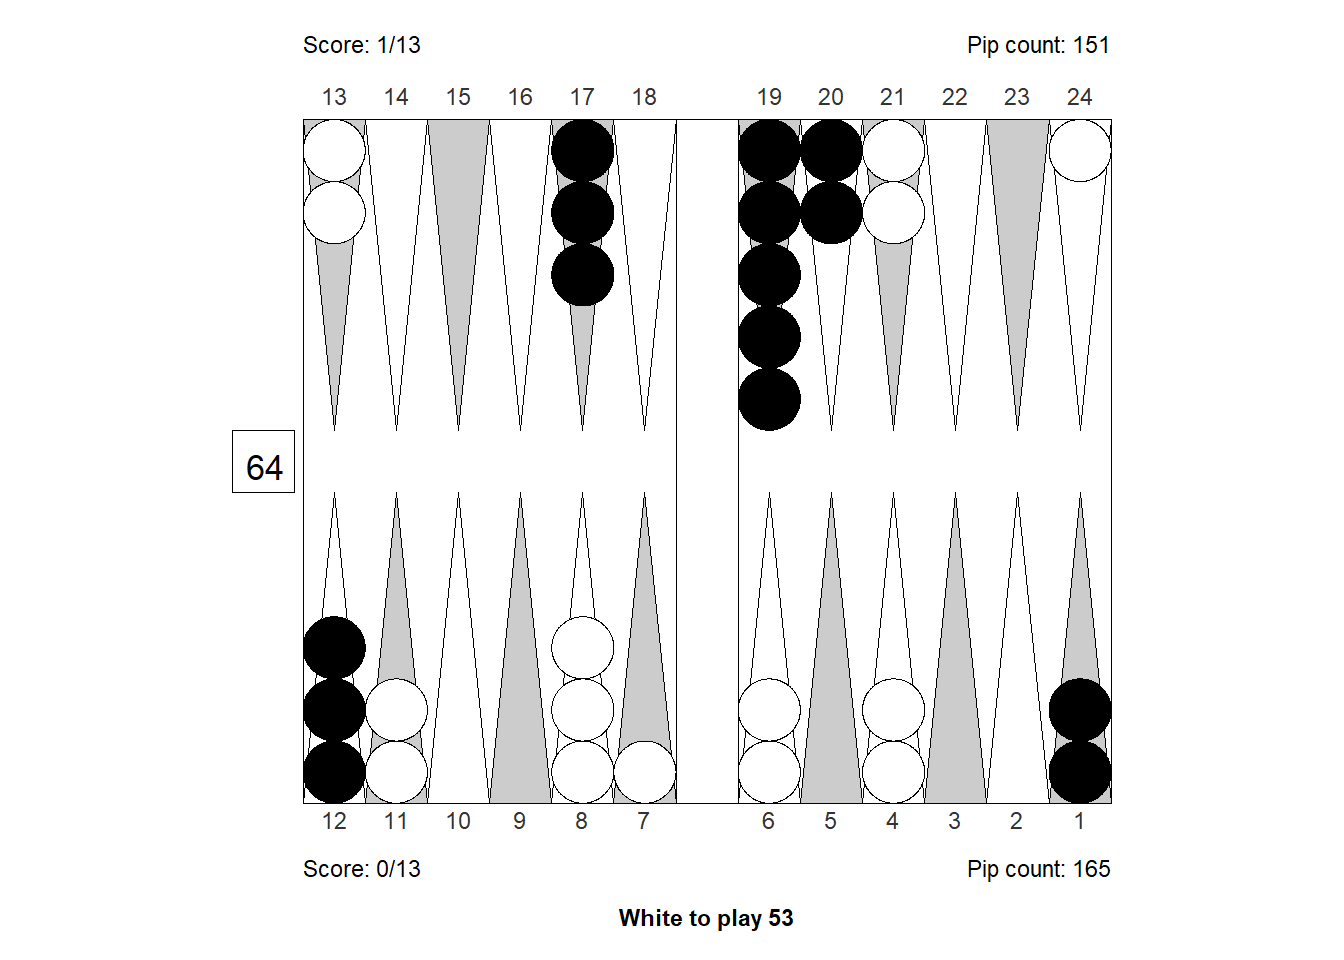 Score: 1/13 Pip count: 151
13 14 15 16 17 18 19 20 21 22 23 24
64
12 11 10 9 8 7 6 5 4 3 2 1
Score: 0/13 Pip count: 165
White to play 53